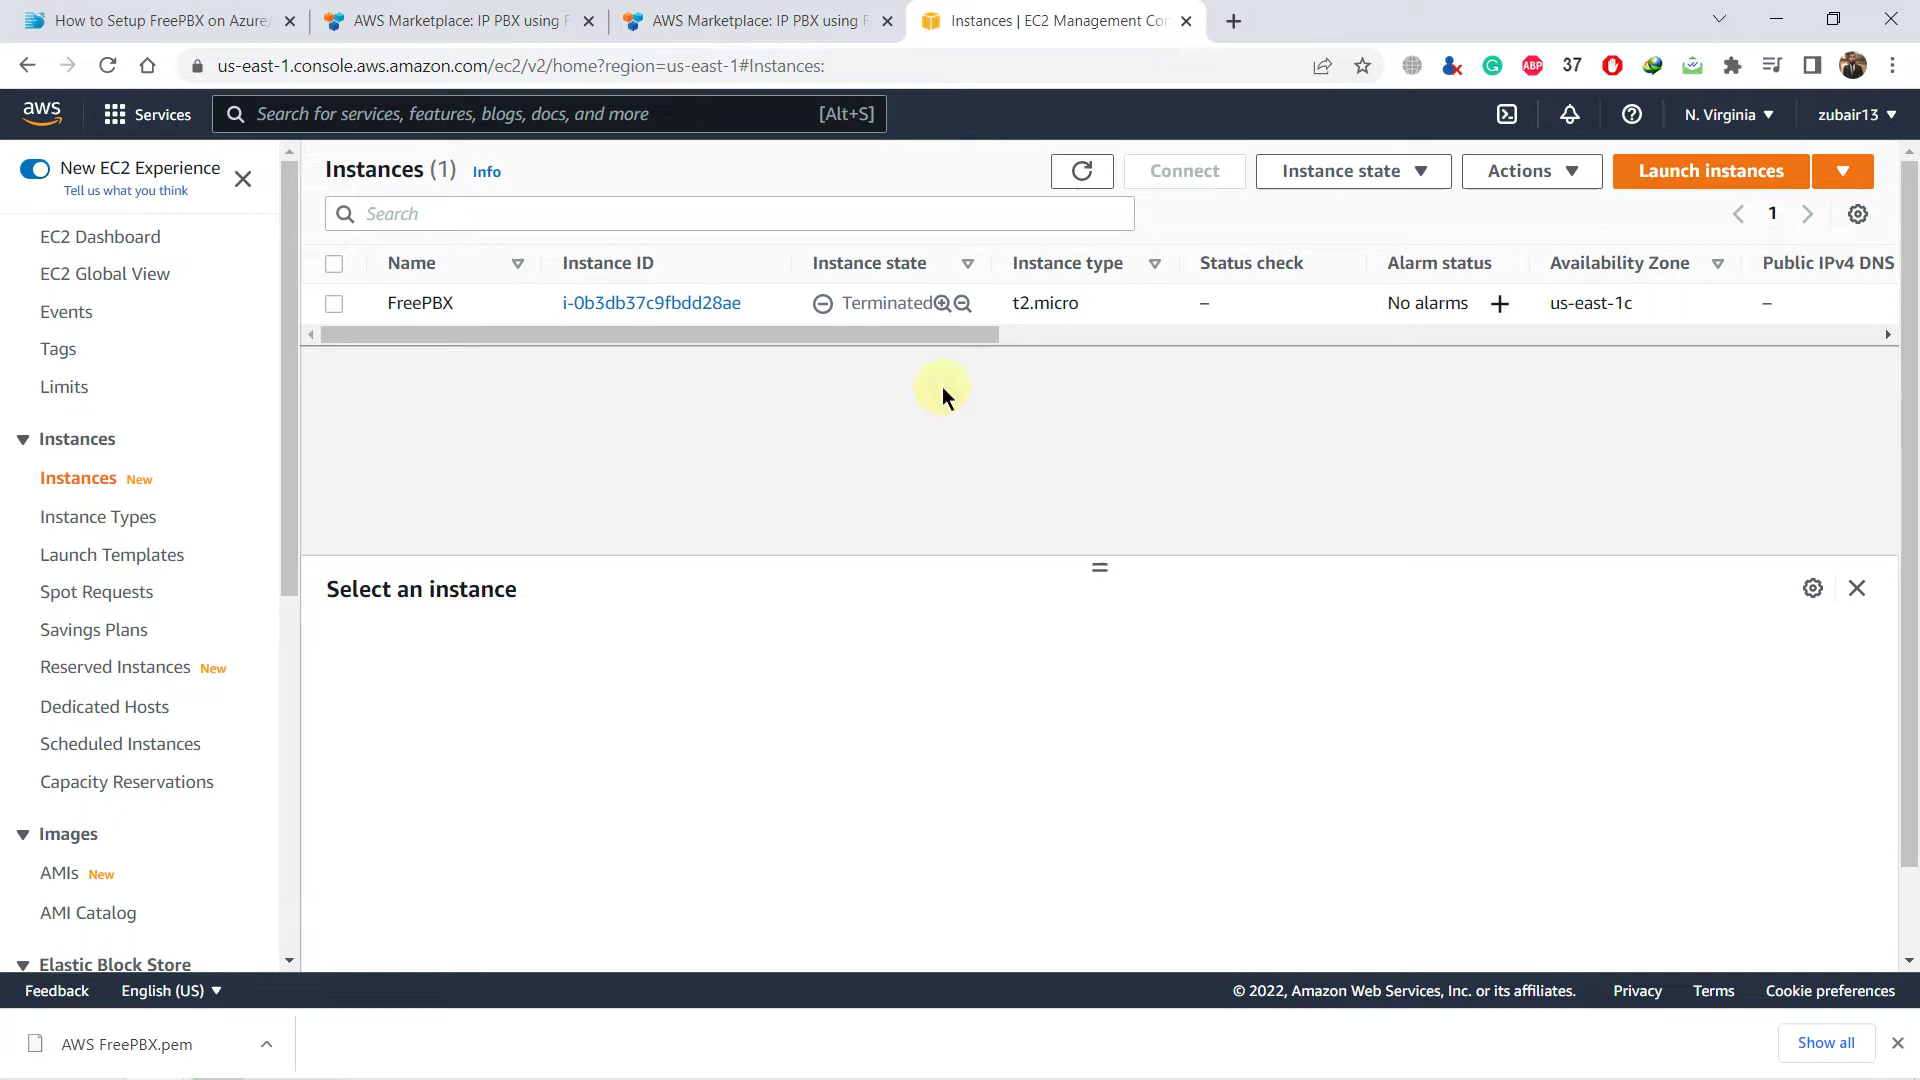 How to Setup FreePBX on Azure/
AWS Marketplace: IP PBX using F
AWS Marketplace: IP PBX using F
Instances | EC2 Management Con
us-east-1.console.aws.amazon.com/ec2/v2/home?region=us-east-1#Instances:
ABP
37
aws
Services
Search for services, features, blogs, docs, and more
[Alt+S]
N. Virginia
zubair13
New EC2 Experience
Tell us what you think
EC2 Dashboard
EC2 Global View
Events
Tags
Limits
Instances
Instances New
Instance Types
Launch Templates
Spot Requests
Savings Plans
Reserved Instances New
Dedicated Hosts
Scheduled Instances
Capacity Reservations
Images
AMIs New
AMI Catalog
Elastic Block Store
Instances (1) Info
Connect
Instance state
Actions
Launch instances
Search
1
Name Instance ID Instance state Instance type Status check Alarm status Availability Zone Public IPv4 DNS
FreePBX i-0b3db37c9fbdd28ae Terminated t2.micro – No alarms + us-east-1c –
Select an instance
Feedback English (US) © 2022, Amazon Web Services, Inc. or its affiliates. Privacy Terms Cookie preferences
AWS FreePBX.pem
Show all